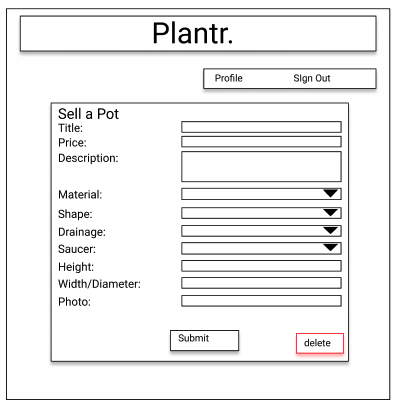 Plantr.
Profile SIgn Out
Sell a Pot
Title:
Price:
Description:
Material:
Shape:
Drainage:
Saucer:
Height:
Width/Diameter:
Photo:
Submit delete